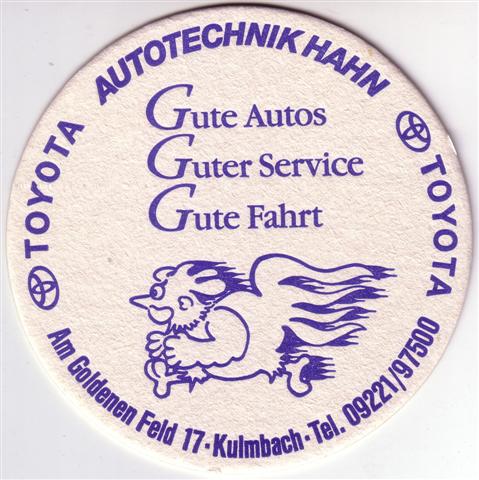 AUTOTECHNIK HAHN
TOYOTA
TOYOTA
Gute Autos
Guter Service
Gute Fahrt
Am Goldenen Feld 17 · Kulmbach · Tel. 09221/97500